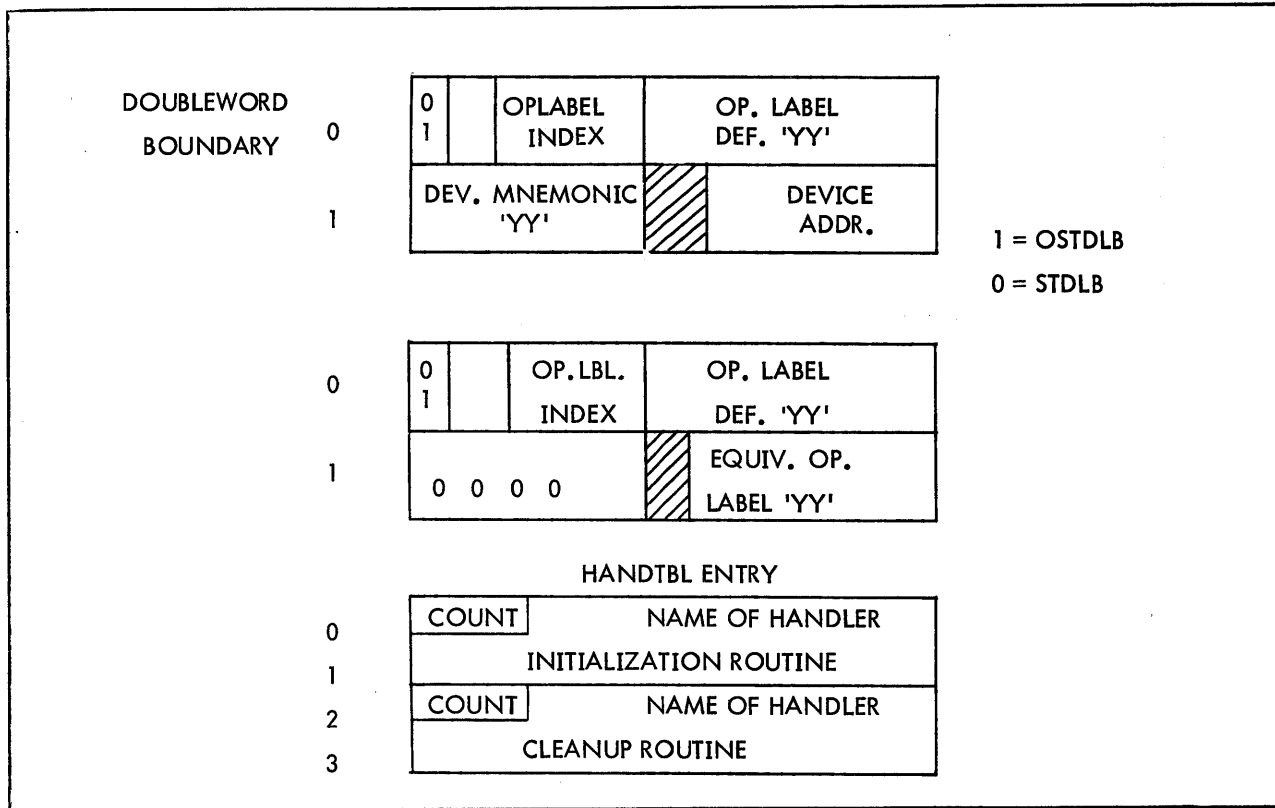 DOUBLEWORD
BOUNDARY
0
0
1
OPLABEL
INDEX
OP. LABEL
DEF. 'YY'
1
DEV. MNEMONIC
'YY'
DEVICE
ADDR.
1 = OSTDLB
0 = STDLB
0
0
1
OP.LBL.
INDEX
OP. LABEL
DEF. 'YY'
1
0 0 0 0
EQUIV. OP.
LABEL 'YY'
HANDTBL ENTRY
0
COUNT NAME OF HANDLER
1
INITIALIZATION ROUTINE
2
COUNT NAME OF HANDLER
3
CLEANUP ROUTINE